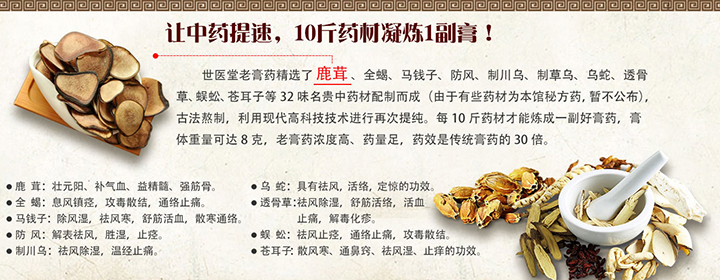 让中药提速，10斤药材凝炼1副膏！
世医堂老膏药精选了鹿茸、全蝎、马钱子、防风、制川乌、制草乌、乌蛇、透骨
草、蜈蚣、苍耳子等 32 味名贵中药材配制而成（由于有些药材为本馆秘方药，暂不公布），
古法熬制，利用现代高科技技术进行再次提纯。每 10 斤药材才能炼成一副好膏药，膏
体重量可达 8 克，老膏药浓度高、药量足，药效是传统膏药的 30 倍。
● 鹿 茸：壮元阳、补气血、益精髓、强筋骨。
● 全 蝎：息风镇痉，攻毒散结，通络止痛。
● 马钱子：除风湿，祛风寒，舒筋活血，散寒通络。
● 防 风：解表祛风，胜湿，止痉。
● 制川乌：祛风除湿，温经止痛。
● 乌 蛇：具有祛风，活络，定惊的功效。
● 透骨草：祛风除湿，舒筋活络，活血
止痛，解毒化疹。
● 蜈 蚣：祛风止痉，通络止痛，攻毒散结。
● 苍耳子：散风寒、通鼻窍、祛风湿、止痒的功效。